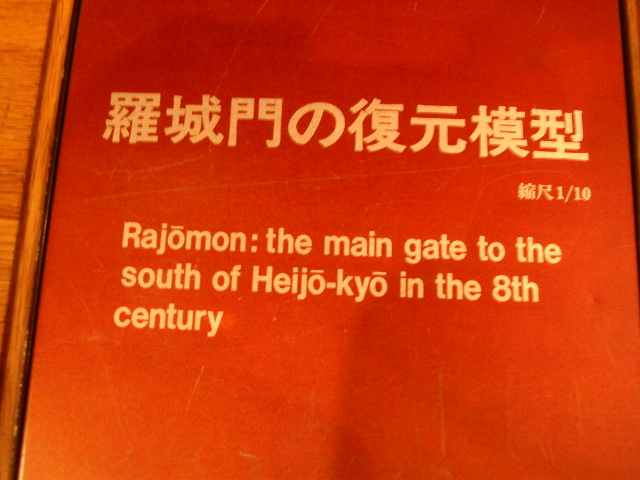 羅城門の復元模型
縮尺1/10
Rajōmon: the main gate to the
south of Heijō-kyō in the 8th
century